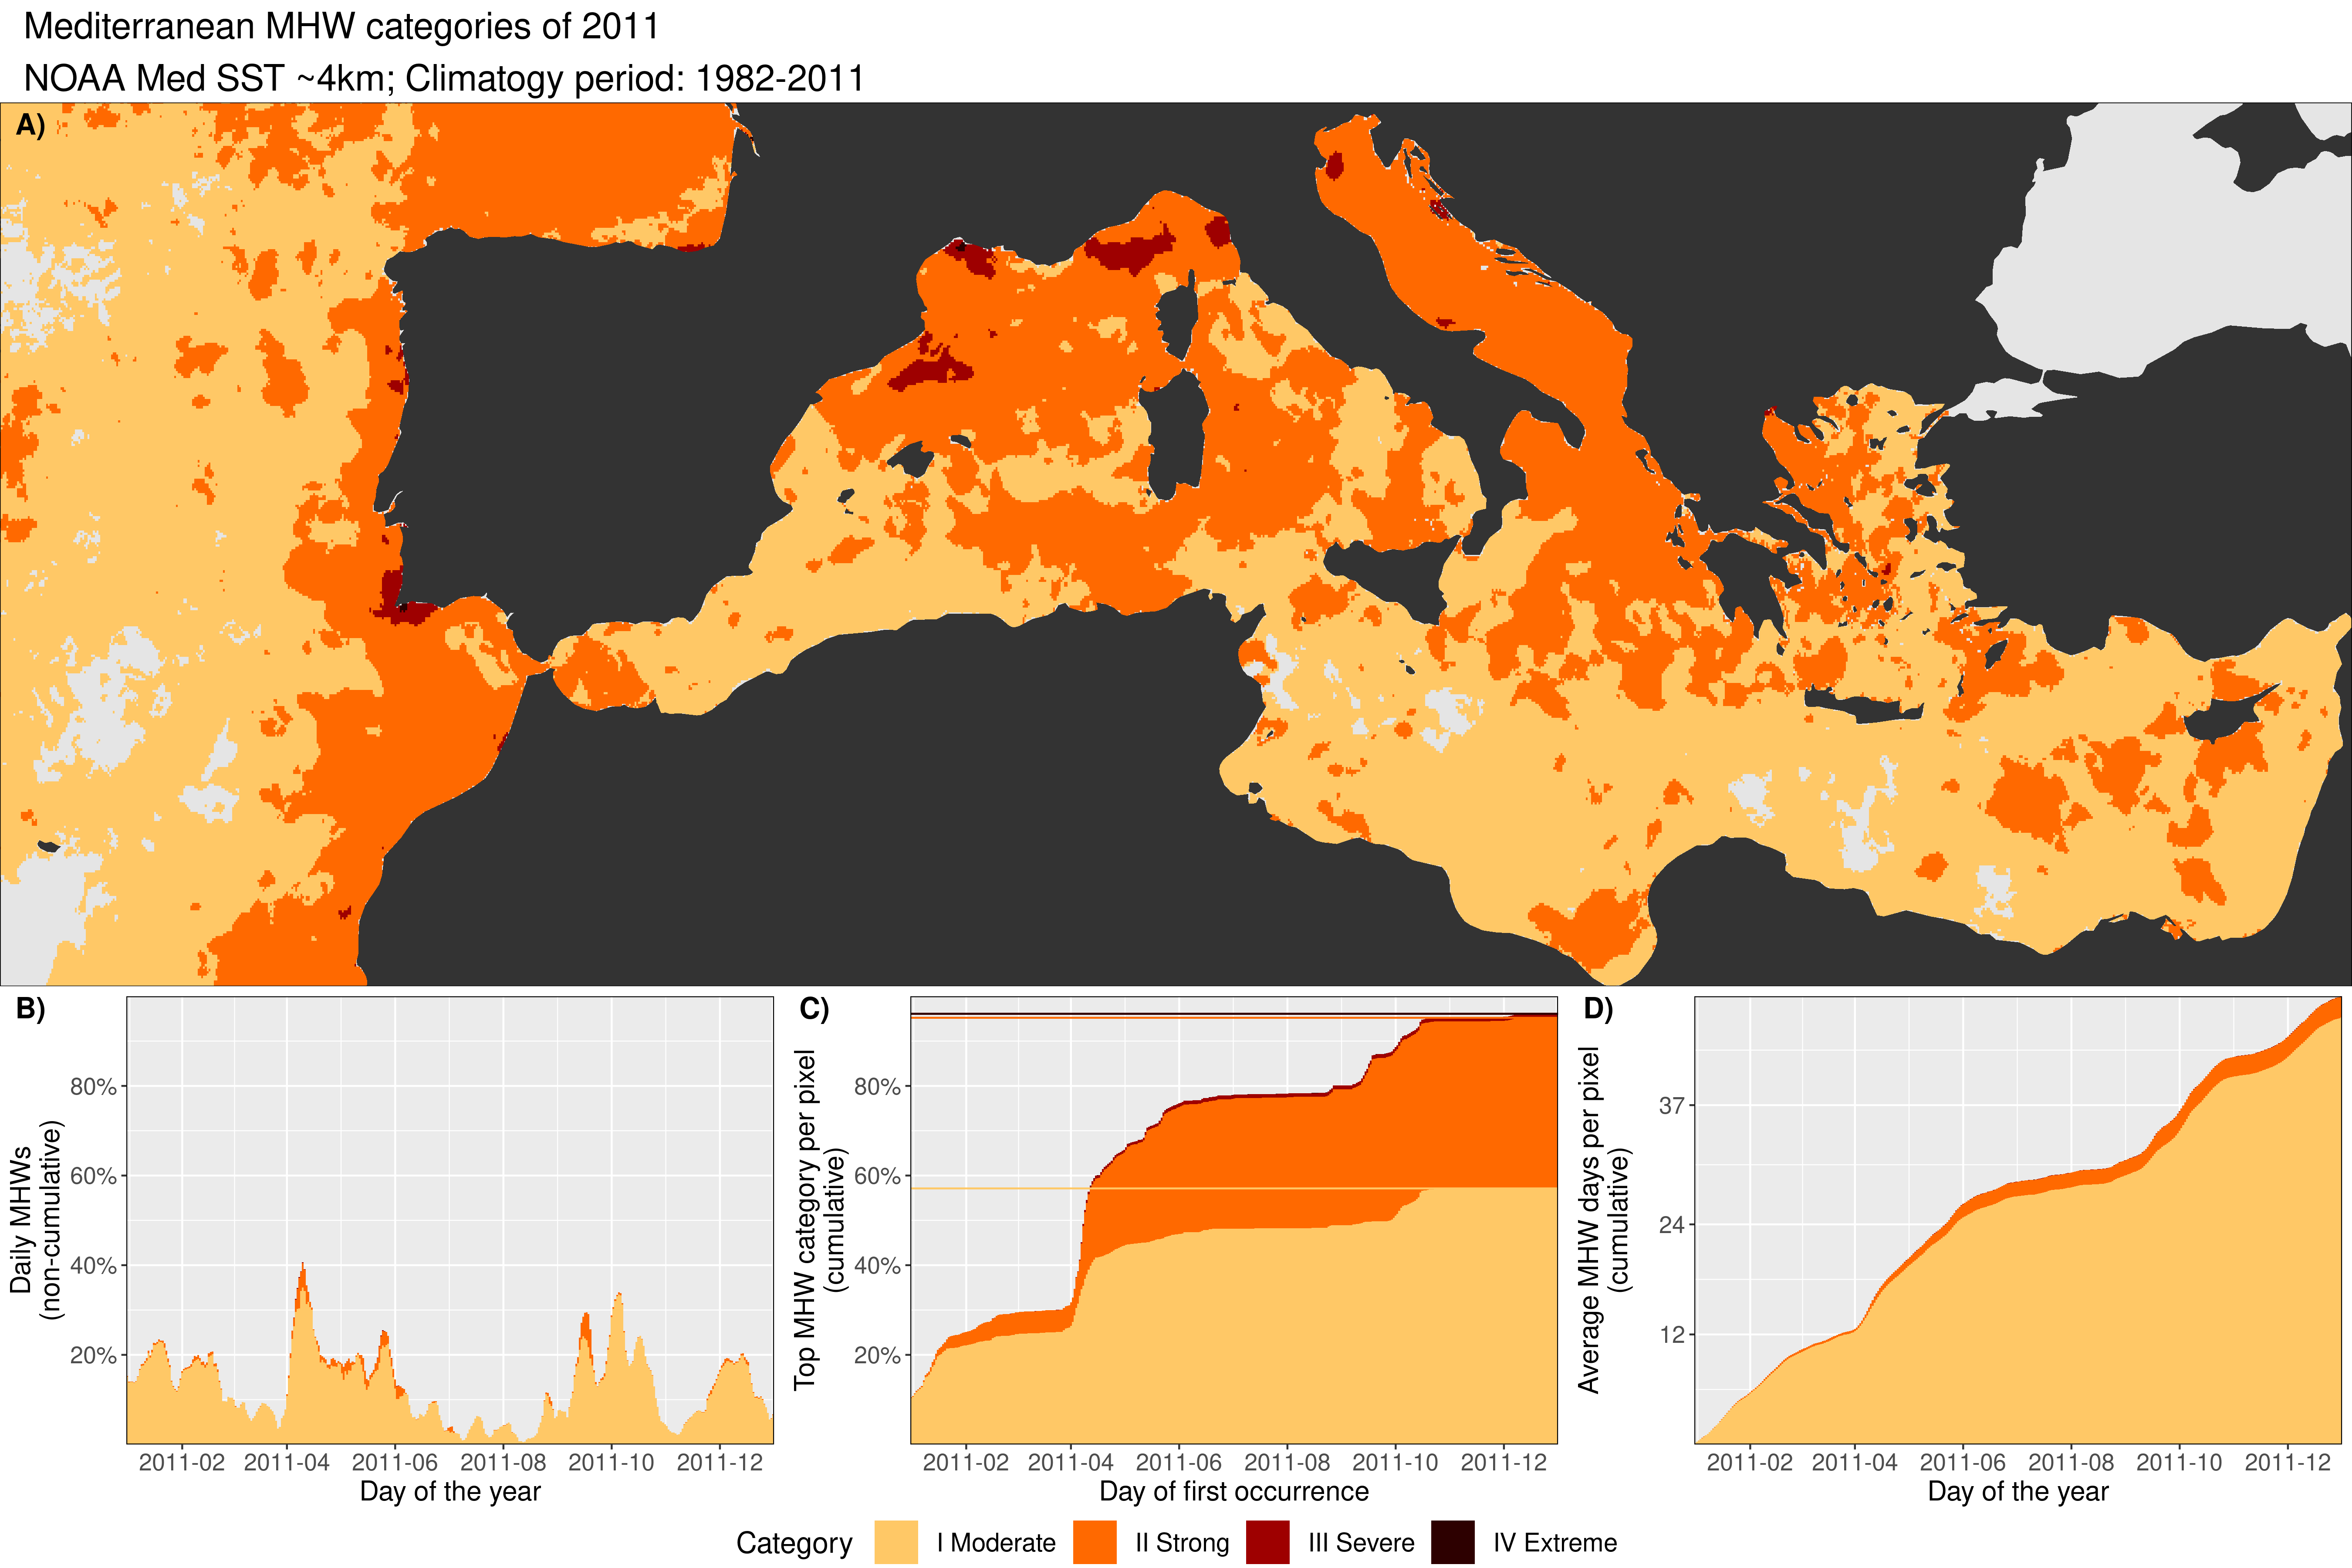 Mediterranean MHW categories of 2011
NOAA Med SST ~4km; Climatogy period: 1982-2011
A)
B)
Daily MHWs
(non-cumulative)
80%
60%
40%
20%
2011-02 2011-04 2011-06 2011-08 2011-10 2011-12
Day of the year
C)
Top MHW category per pixel
(cumulative)
80%
60%
40%
20%
2011-02 2011-04 2011-06 2011-08 2011-10 2011-12
Day of first occurrence
D)
Average MHW days per pixel
(cumulative)
37
24
12
2011-02 2011-04 2011-06 2011-08 2011-10 2011-12
Day of the year
Category I Moderate II Strong III Severe IV Extreme